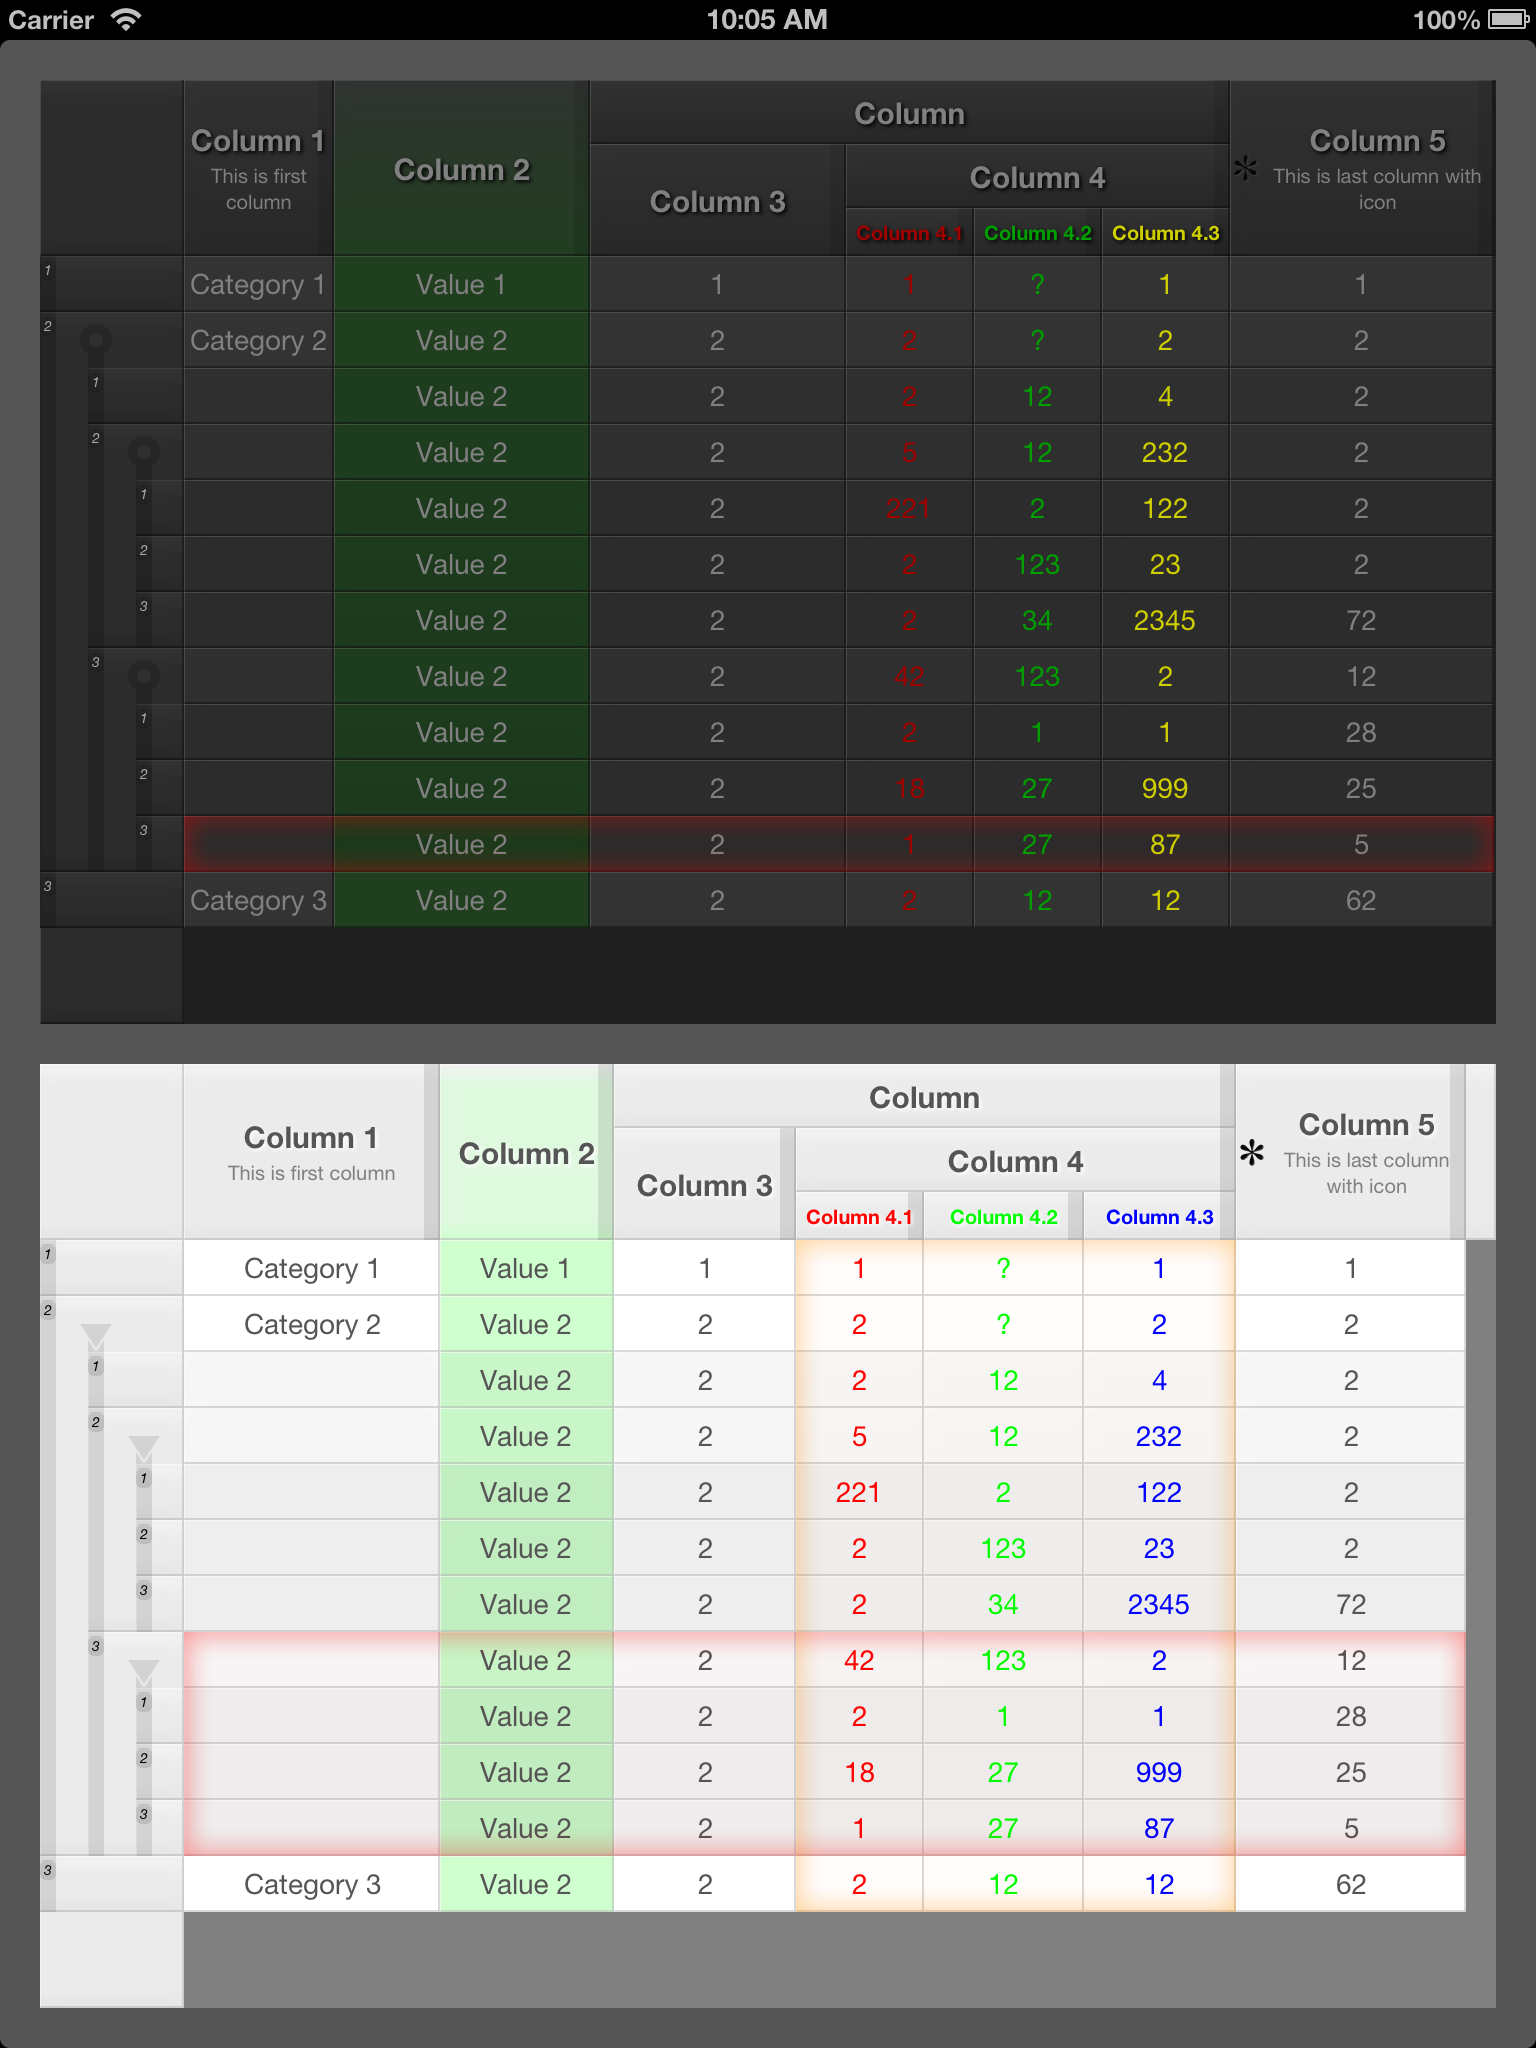 Carrier 10:05 AM 100%
Column
Column 1 Column 5
This is first This is last column with
Column 2 Column 4
column icon
Column 3
Column 4.1 Column 4.2 Column 4.3
1 Category 1 Value 1 1 1 ? 1 1
2 Category 2 Value 2 2 2 ? 2 2
1 Value 2 2 2 12 4 2
2 Value 2 2 5 12 232 2
1 Value 2 2 221 2 122 2
2 Value 2 2 2 123 23 2
3 Value 2 2 2 34 2345 72
3 Value 2 2 42 123 2 12
1 Value 2 2 2 1 1 28
2 Value 2 2 18 27 999 25
3 Value 2 2 1 27 87 5
3 Category 3 Value 2 2 2 12 12 62
Column
Column 1 Column 5
Column 2 Column 4
This is first column This is last column
Column 3 with icon
Column 4.1 Column 4.2 Column 4.3
1 Category 1 Value 1 1 1 ? 1 1
2 Category 2 Value 2 2 2 ? 2 2
1 Value 2 2 2 12 4 2
2 Value 2 2 5 12 232 2
1 Value 2 2 221 2 122 2
2 Value 2 2 2 123 23 2
3 Value 2 2 2 34 2345 72
3 Value 2 2 42 123 2 12
1 Value 2 2 2 1 1 28
2 Value 2 2 18 27 999 25
3 Value 2 2 1 27 87 5
3 Category 3 Value 2 2 2 12 12 62